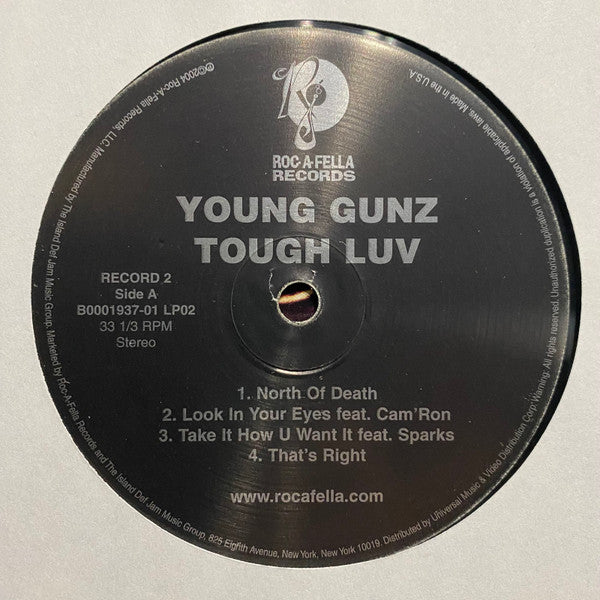 ROC-A-FELLA
RECORDS
YOUNG GUNZ
TOUGH LUV
RECORD 2
Side A
B0001937-01 LP02
33 1/3 RPM
Stereo
1. North Of Death
2. Look In Your Eyes feat. Cam'Ron
3. Take It How U Want It feat. Sparks
4. That's Right
www.rocafella.com
℗©2004 Roc-A-Fella Records, LLC. Manufactured by The Island Def Jam Music Group. Marketed by Roc-A-Fella Records and The Island Def Jam Music Group, 825 Eighth Avenue, New York, New York 10019. Distributed by Universal Music & Video Distribution Corp. Warning: All rights reserved. Unauthorized duplication is a violation of applicable laws. Made in the U.S.A.